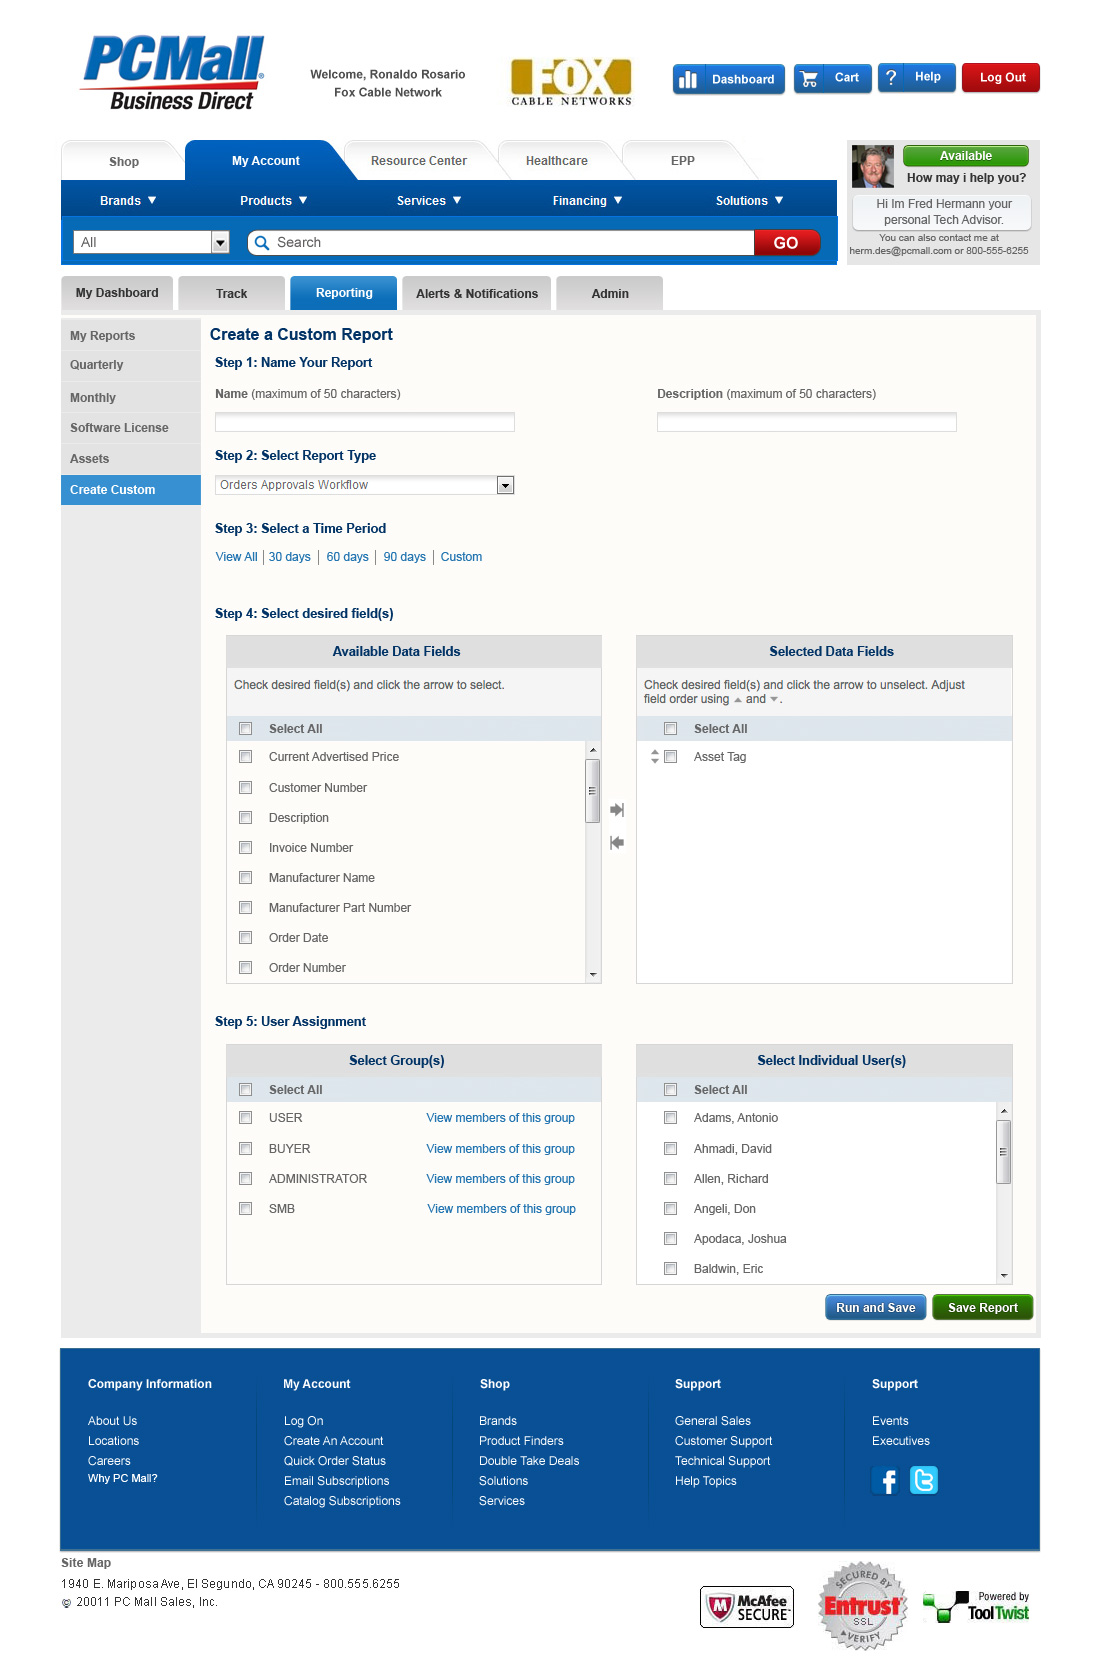 PCMall
Business Direct
Welcome, Ronaldo Rosario
Fox Cable Network
FOX
CABLE NETWORKS
Dashboard
Cart
? Help
Log Out
Shop
My Account
Resource Center
Healthcare
EPP
Available
How may i help you?
Hi Im Fred Hermann your
personal Tech Advisor.
You can also contact me at
herm.des@pcmall.com or 800-555-6255
Brands
Products
Services
Financing
Solutions
All
Search
GO
My Dashboard
Track
Reporting
Alerts & Notifications
Admin
My Reports
Quarterly
Monthly
Software License
Assets
Create Custom
Create a Custom Report
Step 1: Name Your Report
Name (maximum of 50 characters)
Description (maximum of 50 characters)
Step 2: Select Report Type
Orders Approvals Workflow
Step 3: Select a Time Period
View All | 30 days | 60 days | 90 days | Custom
Step 4: Select desired field(s)
Available Data Fields
Check desired field(s) and click the arrow to select.
Select All
Current Advertised Price
Customer Number
Description
Invoice Number
Manufacturer Name
Manufacturer Part Number
Order Date
Order Number
Selected Data Fields
Check desired field(s) and click the arrow to unselect. Adjust
field order using ▲ and ▼.
Select All
Asset Tag
Step 5: User Assignment
Select Group(s)
Select All
USER View members of this group
BUYER View members of this group
ADMINISTRATOR View members of this group
SMB View members of this group
Select Individual User(s)
Select All
Adams, Antonio
Ahmadi, David
Allen, Richard
Angeli, Don
Apodaca, Joshua
Baldwin, Eric
Run and Save
Save Report
Company Information
About Us
Locations
Careers
Why PC Mall?
My Account
Log On
Create An Account
Quick Order Status
Email Subscriptions
Catalog Subscriptions
Shop
Brands
Product Finders
Double Take Deals
Solutions
Services
Support
General Sales
Customer Support
Technical Support
Help Topics
Support
Events
Executives
Site Map
1940 E. Mariposa Ave, El Segundo, CA 90245 - 800.555.6255
© 20011 PC Mall Sales, Inc.
McAfee
SECURE
SECURED BY
Entrust
SSL
VERIFY
Powered by
ToolTwist